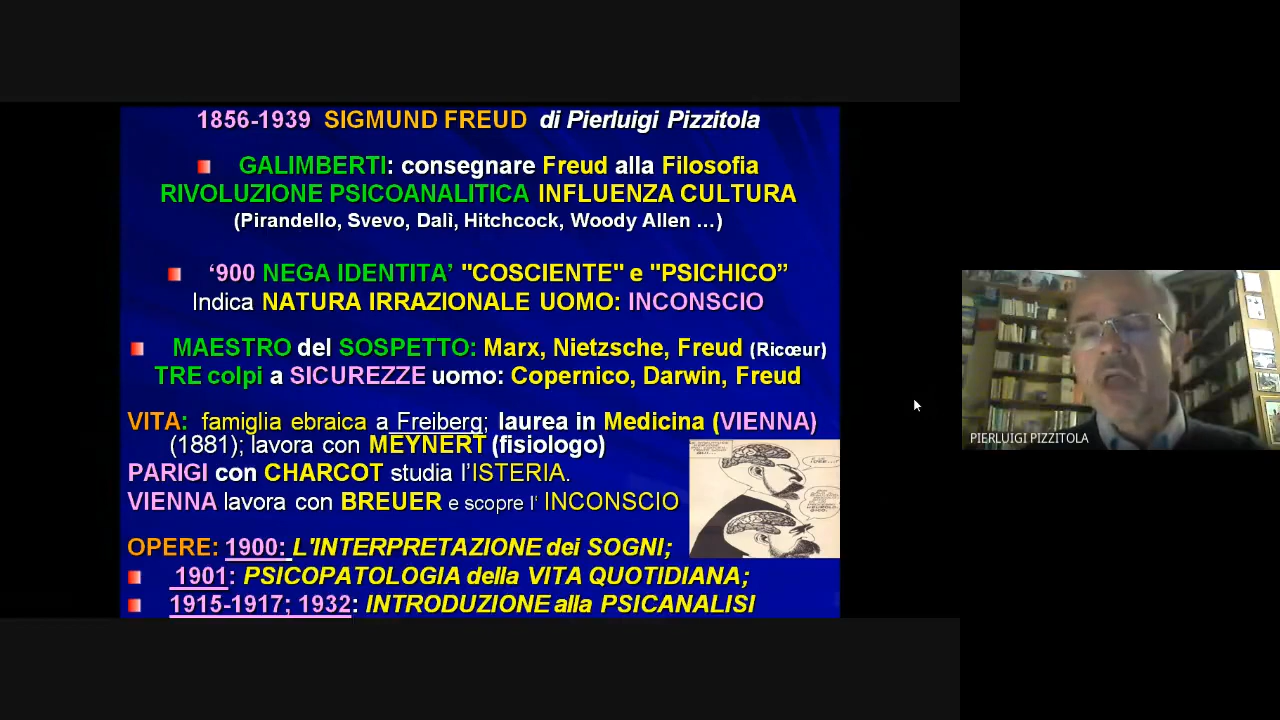 1856-1939 SIGMUND FREUD di Pierluigi Pizzitola
GALIMBERTI: consegnare Freud alla Filosofia
RIVOLUZIONE PSICOANALITICA INFLUENZA CULTURA
(Pirandello, Svevo, Dalì, Hitchcock, Woody Allen …)
‘900 NEGA IDENTITA’ "COSCIENTE" e "PSICHICO”
Indica NATURA IRRAZIONALE UOMO: INCONSCIO
MAESTRO del SOSPETTO: Marx, Nietzsche, Freud (Ricœur)
TRE colpi a SICUREZZE uomo: Copernico, Darwin, Freud
VITA: famiglia ebraica a Freiberg; laurea in Medicina (VIENNA)
(1881); lavora con MEYNERT (fisiologo)
PARIGI con CHARCOT studia l’ISTERIA.
VIENNA lavora con BREUER e scopre l‘ INCONSCIO
OPERE: 1900: L'INTERPRETAZIONE dei SOGNI;
1901: PSICOPATOLOGIA della VITA QUOTIDIANA;
1915-1917; 1932: INTRODUZIONE alla PSICANALISI
PIERLUIGI PIZZITOLA